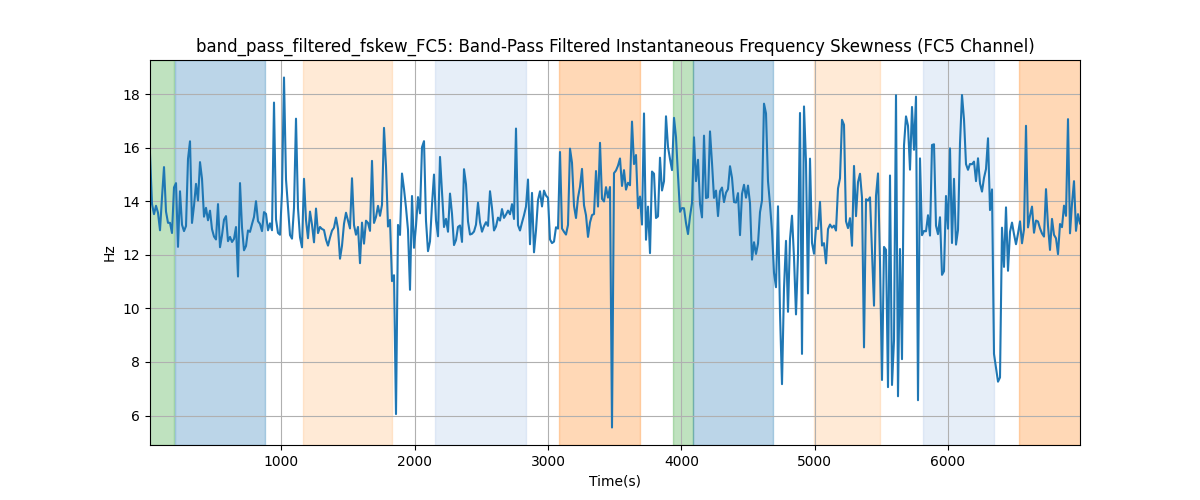 band_pass_filtered_fskew_FC5: Band-Pass Filtered Instantaneous Frequency Skewness (FC5 Channel)
18
16
14
12
10
8
6
Hz
1000 2000 3000 4000 5000 6000
Time(s)